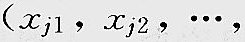 (x_{j1}, x_{j2}, ⋯,